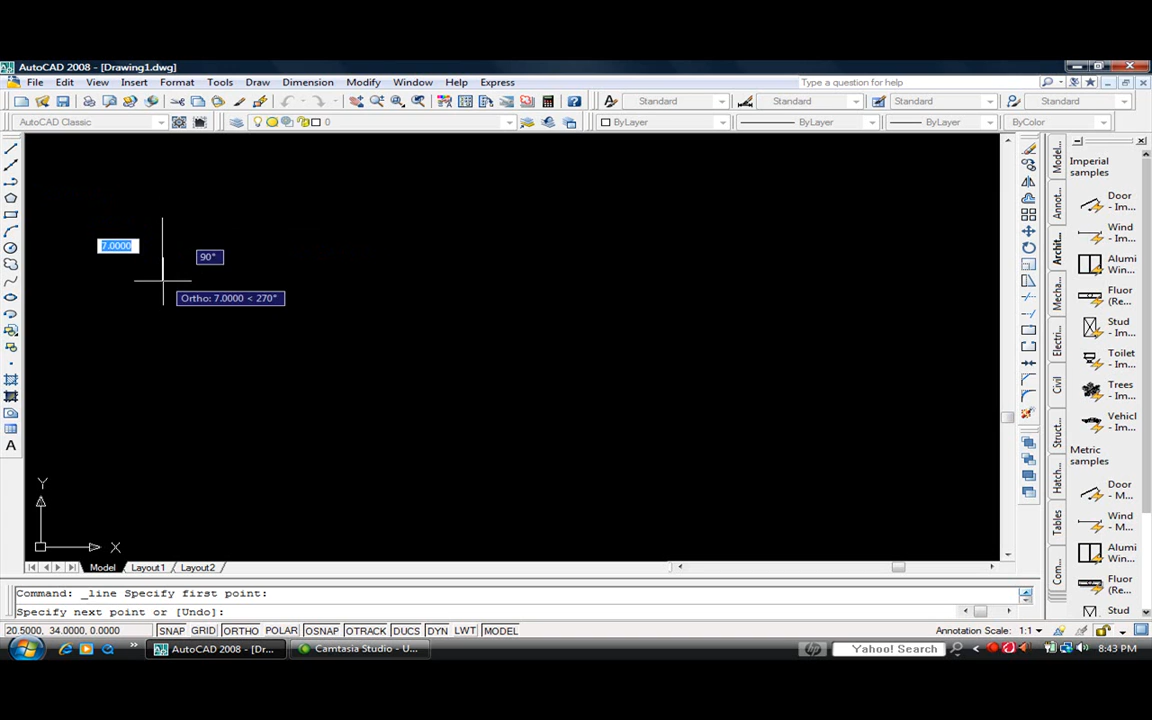 AutoCAD 2008 - [Drawing1.dwg]
File Edit View Insert Format Tools Draw Dimension Modify Window Help Express
Type a question for help
Standard Standard Standard Standard
AutoCAD Classic 0 ByLayer ByLayer ByLayer ByColor
7.0000
90°
Ortho: 7.0000 < 270°
Y
X
A
A
Model...
Annot...
Archit...
Mecha...
Electri...
Civil
Struct...
Hatch...
Tables
Com...
Imperial
samples
Door
- Im...
Wind
- Im...
Alumi
Win...
Fluor
(Re...
Stud
- Im...
Toilet
- Im...
Trees
- Im...
Vehicl
- Im...
Metric
samples
Door
- M...
Wind
- M...
Alumi
Win...
Fluor
(Re...
Stud
Model Layout1 Layout2
Command: _line Specify first point:
Specify next point or [Undo]:
20.5000, 34.0000, 0.0000 SNAP GRID ORTHO POLAR OSNAP OTRACK DUCS DYN LWT MODEL Annotation Scale: 1:1
AutoCAD 2008 - [Dr... Camtasia Studio - U... hp Yahoo! Search 8:43 PM